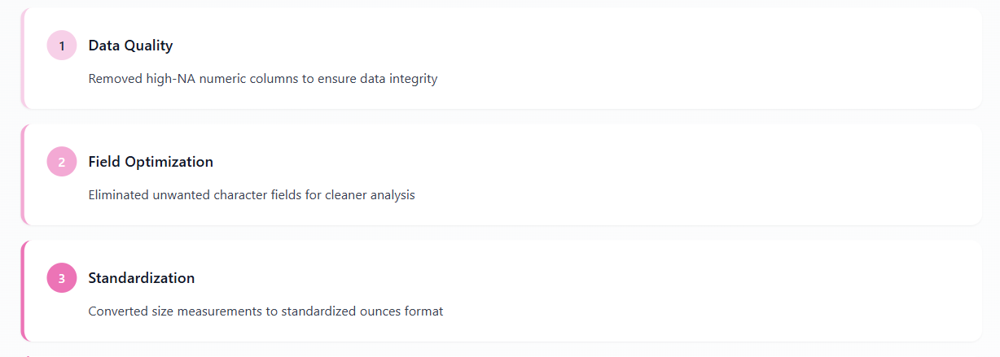 1
Data Quality
Removed high-NA numeric columns to ensure data integrity
2
Field Optimization
Eliminated unwanted character fields for cleaner analysis
3
Standardization
Converted size measurements to standardized ounces format